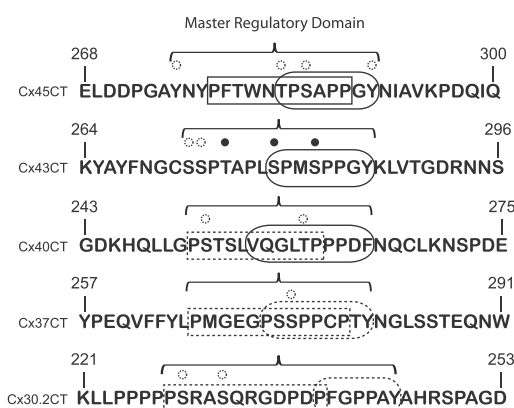 Master Regulatory Domain
268 300
Cx45CT ELDDPGAYNYPFTWNTPSAPPGYNIAVKPDQIQ
264 296
Cx43CT KYAYFNGCSSPTAPLSPMSPPGYKLVTGDRNNS
243 275
Cx40CT GDKHQLLGPSTSLVQGLTPPPDFNQCLKNSPDE
257 291
Cx37CT YPEQVFFYLPMGEGPSSPPCPTYNGLSSTEQNW
221 253
Cx30.2CT KLLPPPPPSRASQRGDPDPFGPPAYAHRSPAGD